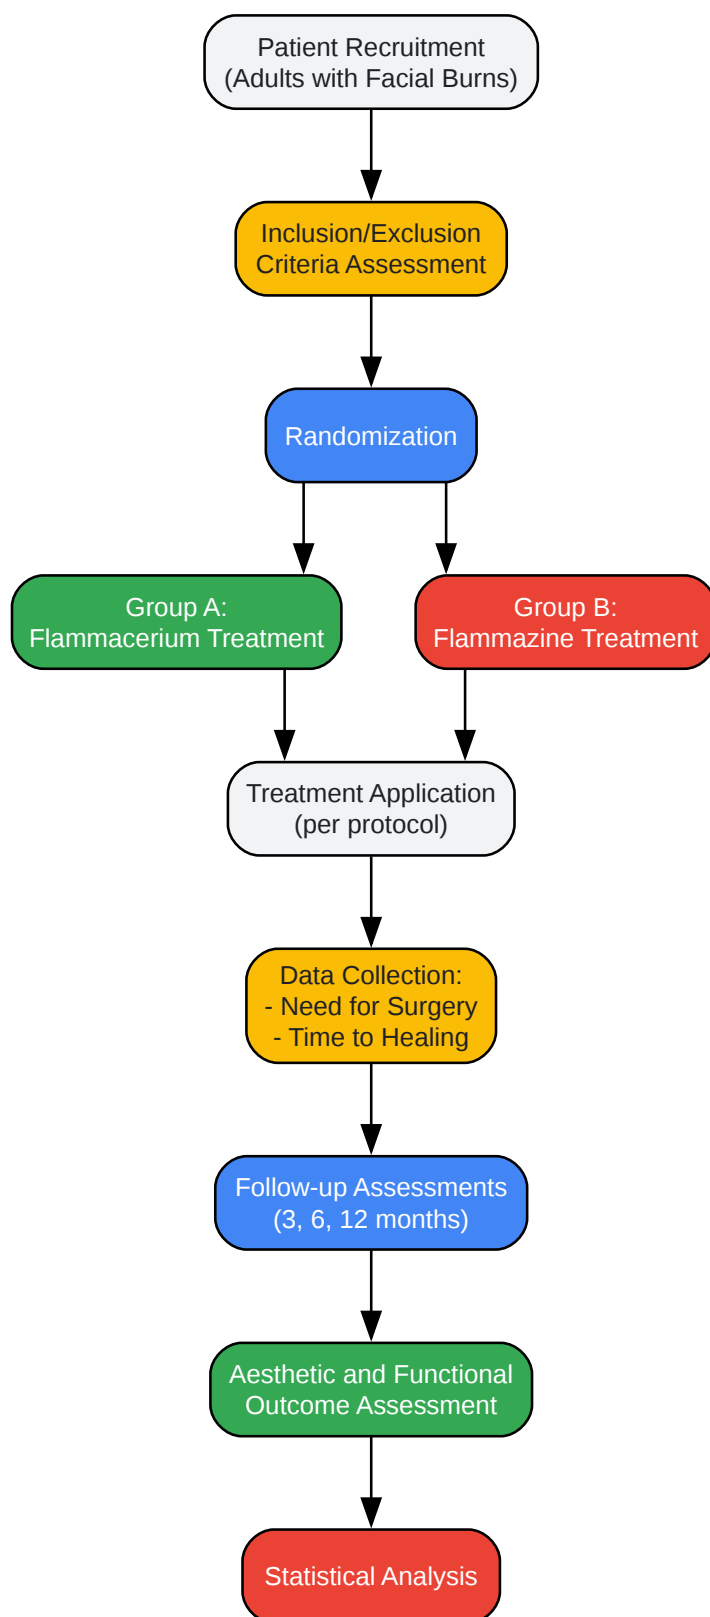 Patient Recruitment
(Adults with Facial Burns)
Inclusion/Exclusion
Criteria Assessment
Randomization
Group A:
Flammacerium Treatment
Group B:
Flammazine Treatment
Treatment Application
(per protocol)
Data Collection:
- Need for Surgery
- Time to Healing
Follow-up Assessments
(3, 6, 12 months)
Aesthetic and Functional
Outcome Assessment
Statistical Analysis